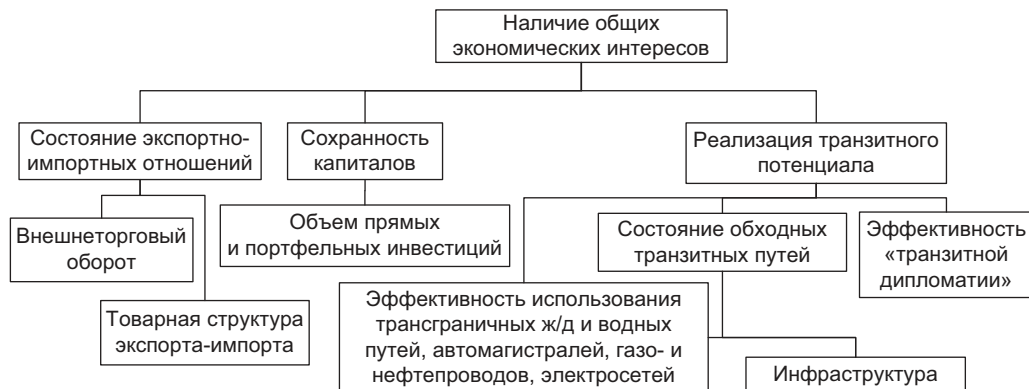 Наличие общих
экономических интересов
Состояние экспортно-
импортных отношений
Сохранность
капиталов
Реализация транзитного
потенциала
Внешнеторговый
оборот
Объем прямых
и портфельных инвестиций
Состояние обходных
транзитных путей
Эффективность
«транзитной
дипломатии»
Товарная структура
экспорта-импорта
Эффективность использования
трансграничных ж/д и водных
путей, автомагистралей, газо- и
нефтепроводов, электросетей
Инфраструктура